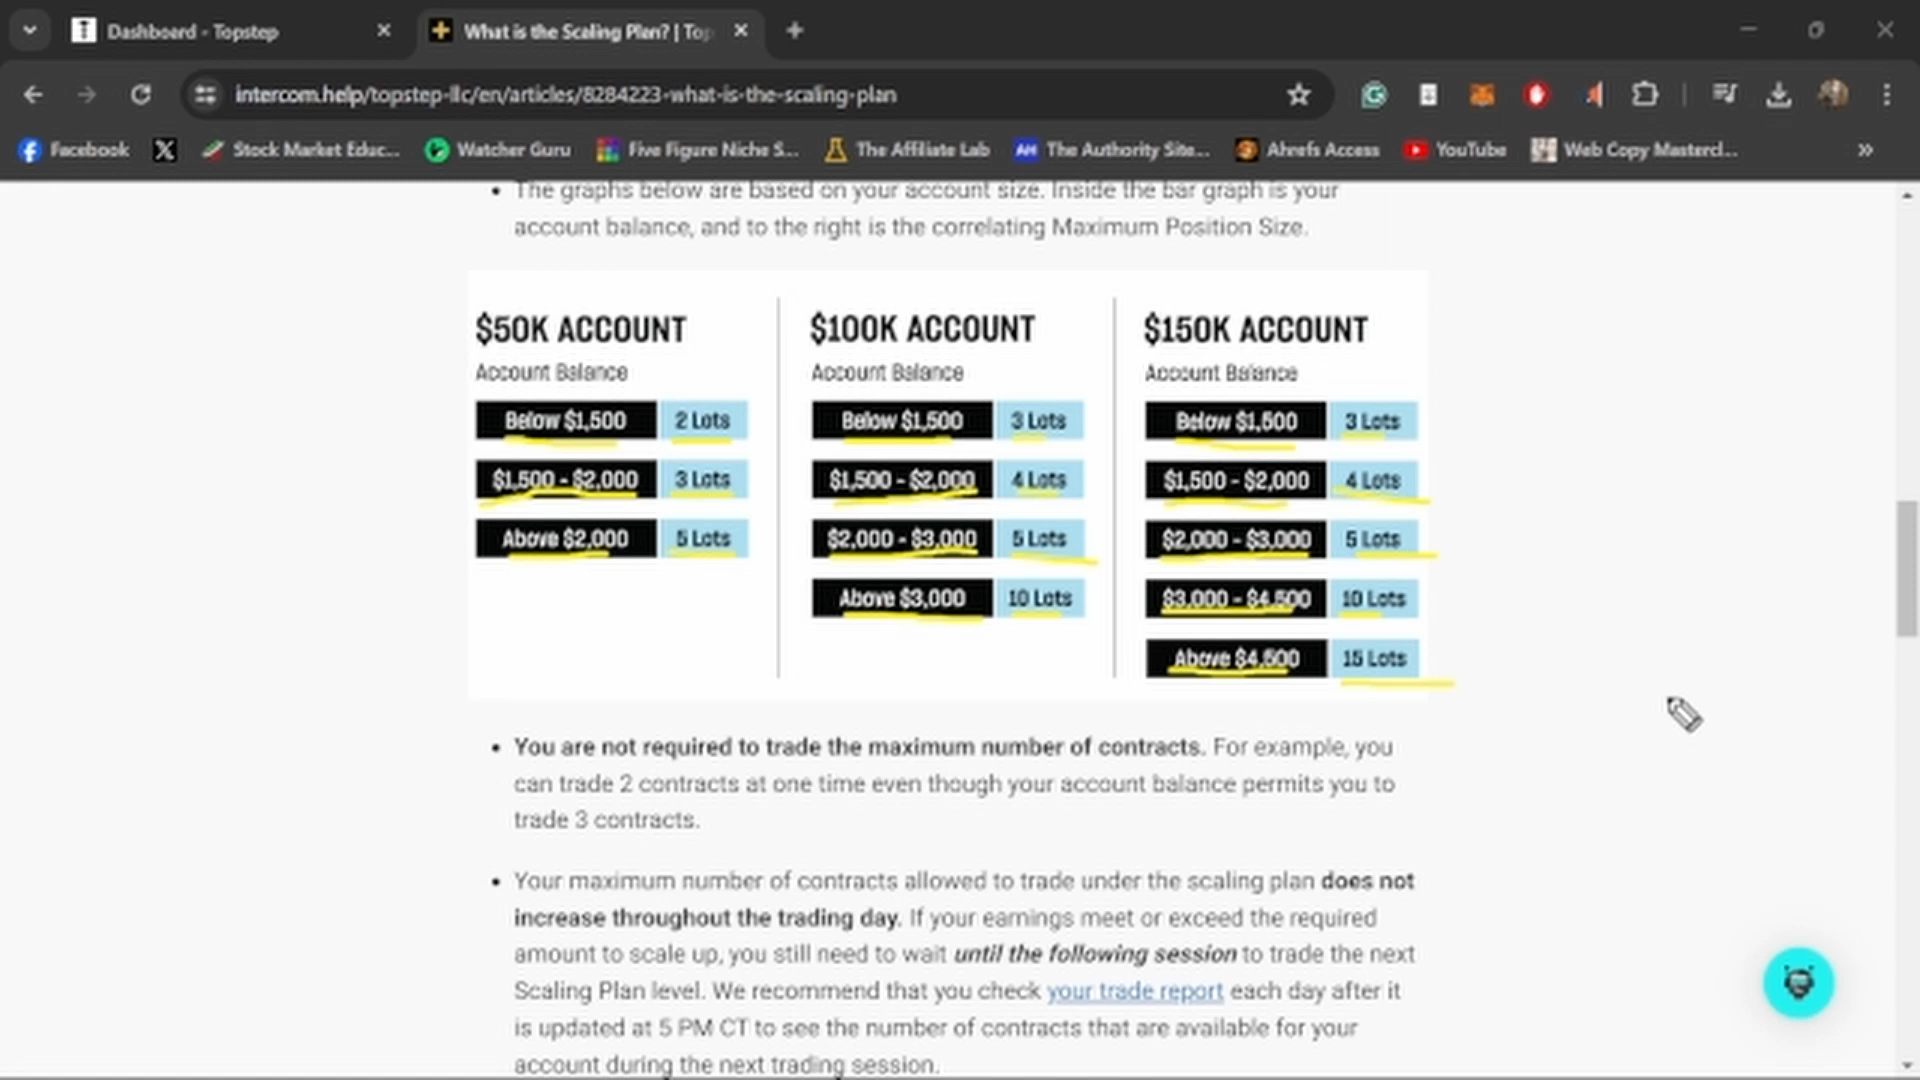 Dashboard - Topstep
What is the Scaling Plan? | Top
intercom.help/topstep-llc/en/articles/8284223-what-is-the-scaling-plan
Facebook
Stock Market Educ...
Watcher Guru
Five Figure Niche S...
The Affiliate Lab
AH
The Authority Site...
Ahrefs Access
YouTube
Web Copy Mastercl...
• The graphs below are based on your account size. Inside the bar graph is your
account balance, and to the right is the correlating Maximum Position Size.
$50K ACCOUNT
Account Balance
Below $1,500 2 Lots
$1,500 - $2,000 3 Lots
Above $2,000 5 Lots
$100K ACCOUNT
Account Balance
Below $1,500 3 Lots
$1,500 - $2,000 4 Lots
$2,000 - $3,000 5 Lots
Above $3,000 10 Lots
$150K ACCOUNT
Account Balance
Below $1,500 3 Lots
$1,500 - $2,000 4 Lots
$2,000 - $3,000 5 Lots
$3,000 - $4,500 10 Lots
Above $4,500 15 Lots
• You are not required to trade the maximum number of contracts. For example, you
can trade 2 contracts at one time even though your account balance permits you to
trade 3 contracts.
• Your maximum number of contracts allowed to trade under the scaling plan does not
increase throughout the trading day. If your earnings meet or exceed the required
amount to scale up, you still need to wait until the following session to trade the next
Scaling Plan level. We recommend that you check your trade report each day after it
is updated at 5 PM CT to see the number of contracts that are available for your
account during the next trading session.